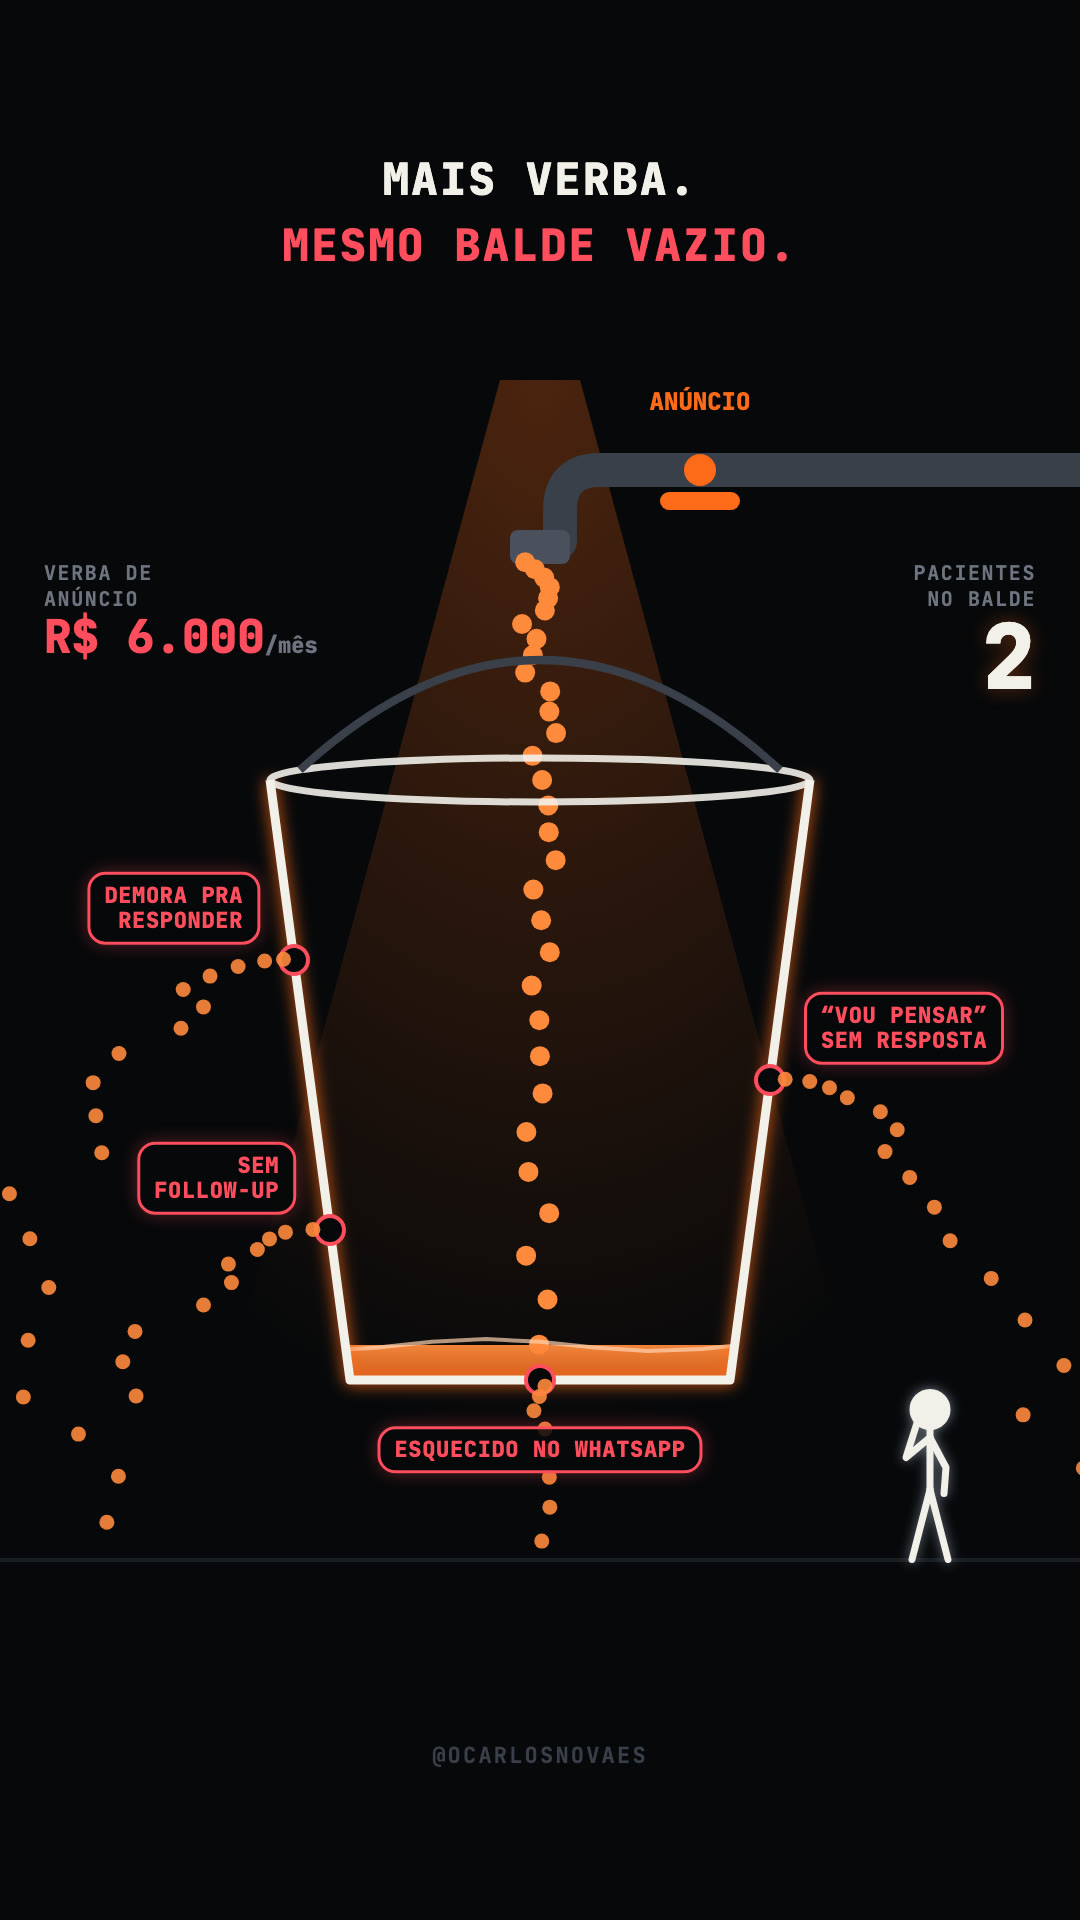 MAIS VERBA.
MESMO BALDE VAZIO.
ANÚNCIO
VERBA DE
ANÚNCIO
R$ 6.000/mês
PACIENTES
NO BALDE
2
DEMORA PRA
RESPONDER
“VOU PENSAR”
SEM RESPOSTA
SEM
FOLLOW-UP
ESQUECIDO NO WHATSAPP
@OCARLOSNOVAES